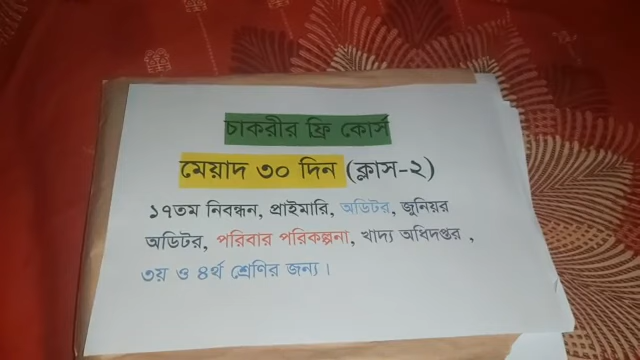 চাকরীর ফ্রি কোর্স
মেয়াদ ৩০ দিন (ক্লাস-২)
১৭তম নিবন্ধন, প্রাইমারি, অডিটর, জুনিয়র
অডিটর, পরিবার পরিকল্পনা, খাদ্য অধিদপ্তর ,
৩য় ও ৪র্থ শ্রেণির জন্য ।